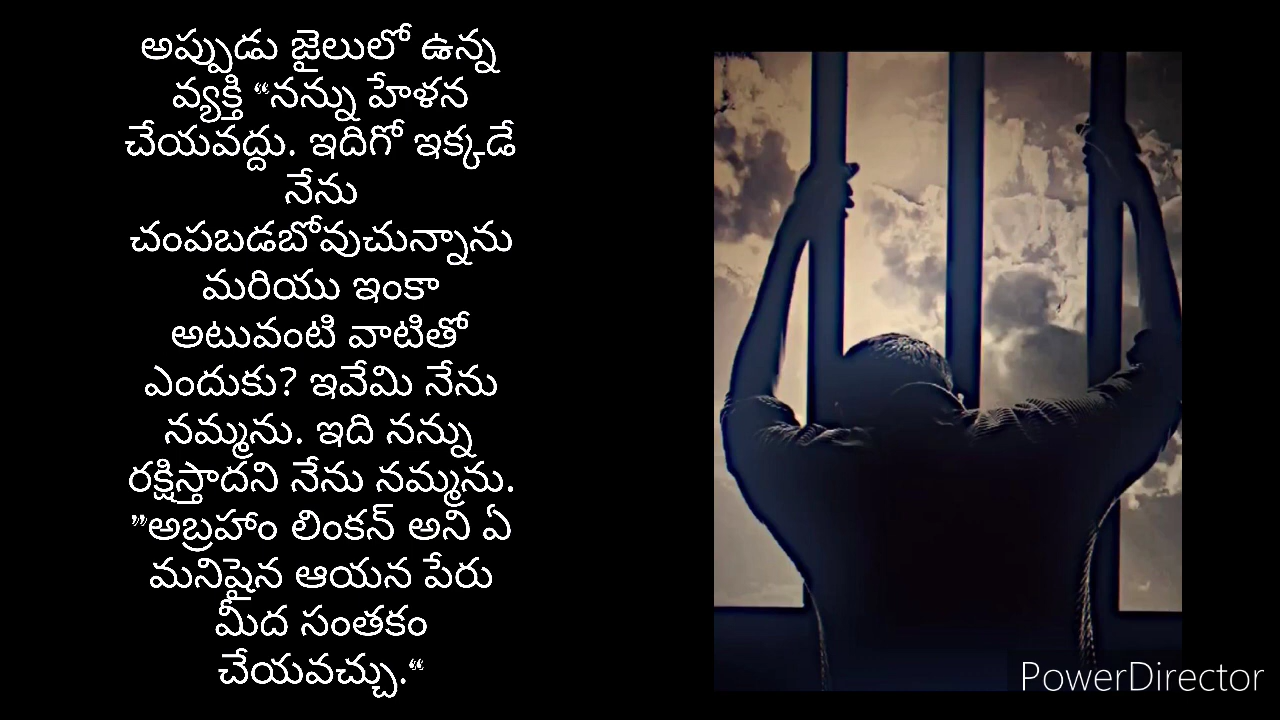 అప్పుడు జైలులో ఉన్న
వ్యక్తి “నన్ను హేళన
చేయవద్దు. ఇదిగో ఇక్కడే
నేను
చంపబడబోవుచున్నాను
మరియు ఇంకా
అటువంటి వాటితో
ఎందుకు? ఇవేమి నేను
నమ్మను. ఇది నన్ను
రక్షిస్తాదని నేను నమ్మను.
”అబ్రహాం లింకన్ అని ఏ
మనిషైన ఆయన పేరు
మీద సంతకం
చేయవచ్చు.“
PowerDirector